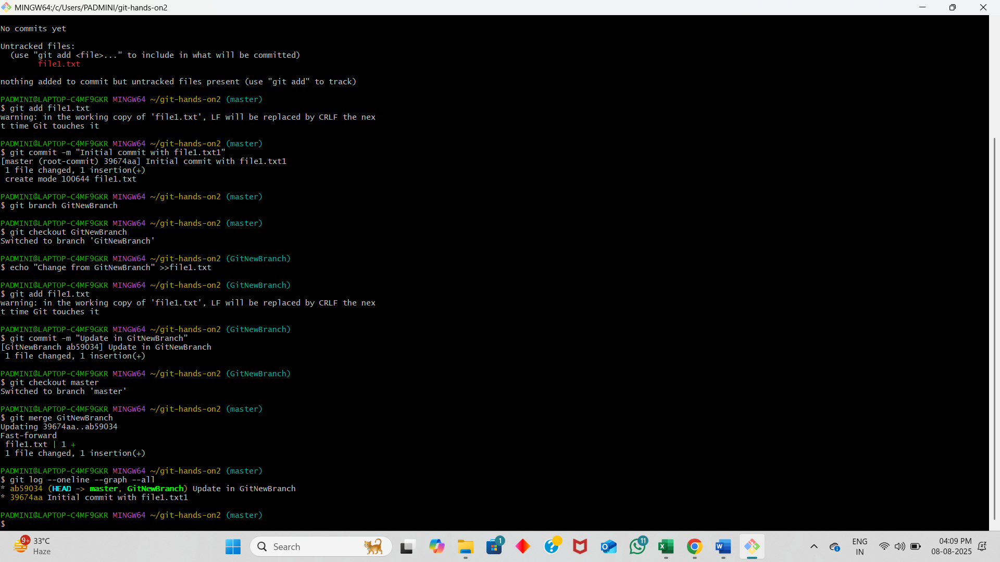 MINGW64:/c/Users/PADMINI/git-hands-on2
No commits yet
Untracked files:
  (use "git add <file>..." to include in what will be committed)
        file1.txt
nothing added to commit but untracked files present (use "git add" to track)
PADMINI@LAPTOP-C4MF9GKR MINGW64 ~/git-hands-on2 (master)
$ git add file1.txt
warning: in the working copy of 'file1.txt', LF will be replaced by CRLF the nex
t time Git touches it
PADMINI@LAPTOP-C4MF9GKR MINGW64 ~/git-hands-on2 (master)
$ git commit -m "Initial commit with file1.txt1"
[master (root-commit) 39674aa] Initial commit with file1.txt1
 1 file changed, 1 insertion(+)
 create mode 100644 file1.txt
PADMINI@LAPTOP-C4MF9GKR MINGW64 ~/git-hands-on2 (master)
$ git branch GitNewBranch
PADMINI@LAPTOP-C4MF9GKR MINGW64 ~/git-hands-on2 (master)
$ git checkout GitNewBranch
Switched to branch 'GitNewBranch'
PADMINI@LAPTOP-C4MF9GKR MINGW64 ~/git-hands-on2 (GitNewBranch)
$ echo "Change from GitNewBranch" >>file1.txt
PADMINI@LAPTOP-C4MF9GKR MINGW64 ~/git-hands-on2 (GitNewBranch)
$ git add file1.txt
warning: in the working copy of 'file1.txt', LF will be replaced by CRLF the nex
t time Git touches it
PADMINI@LAPTOP-C4MF9GKR MINGW64 ~/git-hands-on2 (GitNewBranch)
$ git commit -m "Update in GitNewBranch"
[GitNewBranch ab59034] Update in GitNewBranch
 1 file changed, 1 insertion(+)
PADMINI@LAPTOP-C4MF9GKR MINGW64 ~/git-hands-on2 (GitNewBranch)
$ git checkout master
Switched to branch 'master'
PADMINI@LAPTOP-C4MF9GKR MINGW64 ~/git-hands-on2 (master)
$ git merge GitNewBranch
Updating 39674aa..ab59034
Fast-forward
 file1.txt | 1 +
 1 file changed, 1 insertion(+)
PADMINI@LAPTOP-C4MF9GKR MINGW64 ~/git-hands-on2 (master)
$ git log --oneline --graph --all
* ab59034 (HEAD -> master, GitNewBranch) Update in GitNewBranch
* 39674aa Initial commit with file1.txt1
PADMINI@LAPTOP-C4MF9GKR MINGW64 ~/git-hands-on2 (master)
$
9+ 33°C
Haze
Search
1
11
ENG
IN
04:09 PM
08-08-2025